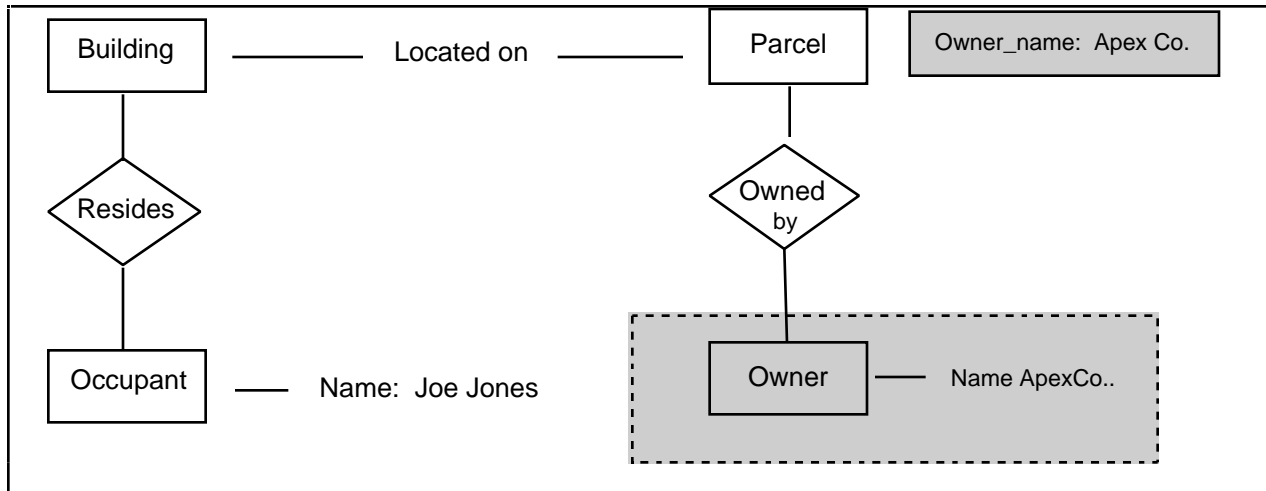 Building
Located on
Parcel
Owner_name: Apex Co.
Resides
Owned
by
Occupant
Name: Joe Jones
Owner
Name ApexCo..